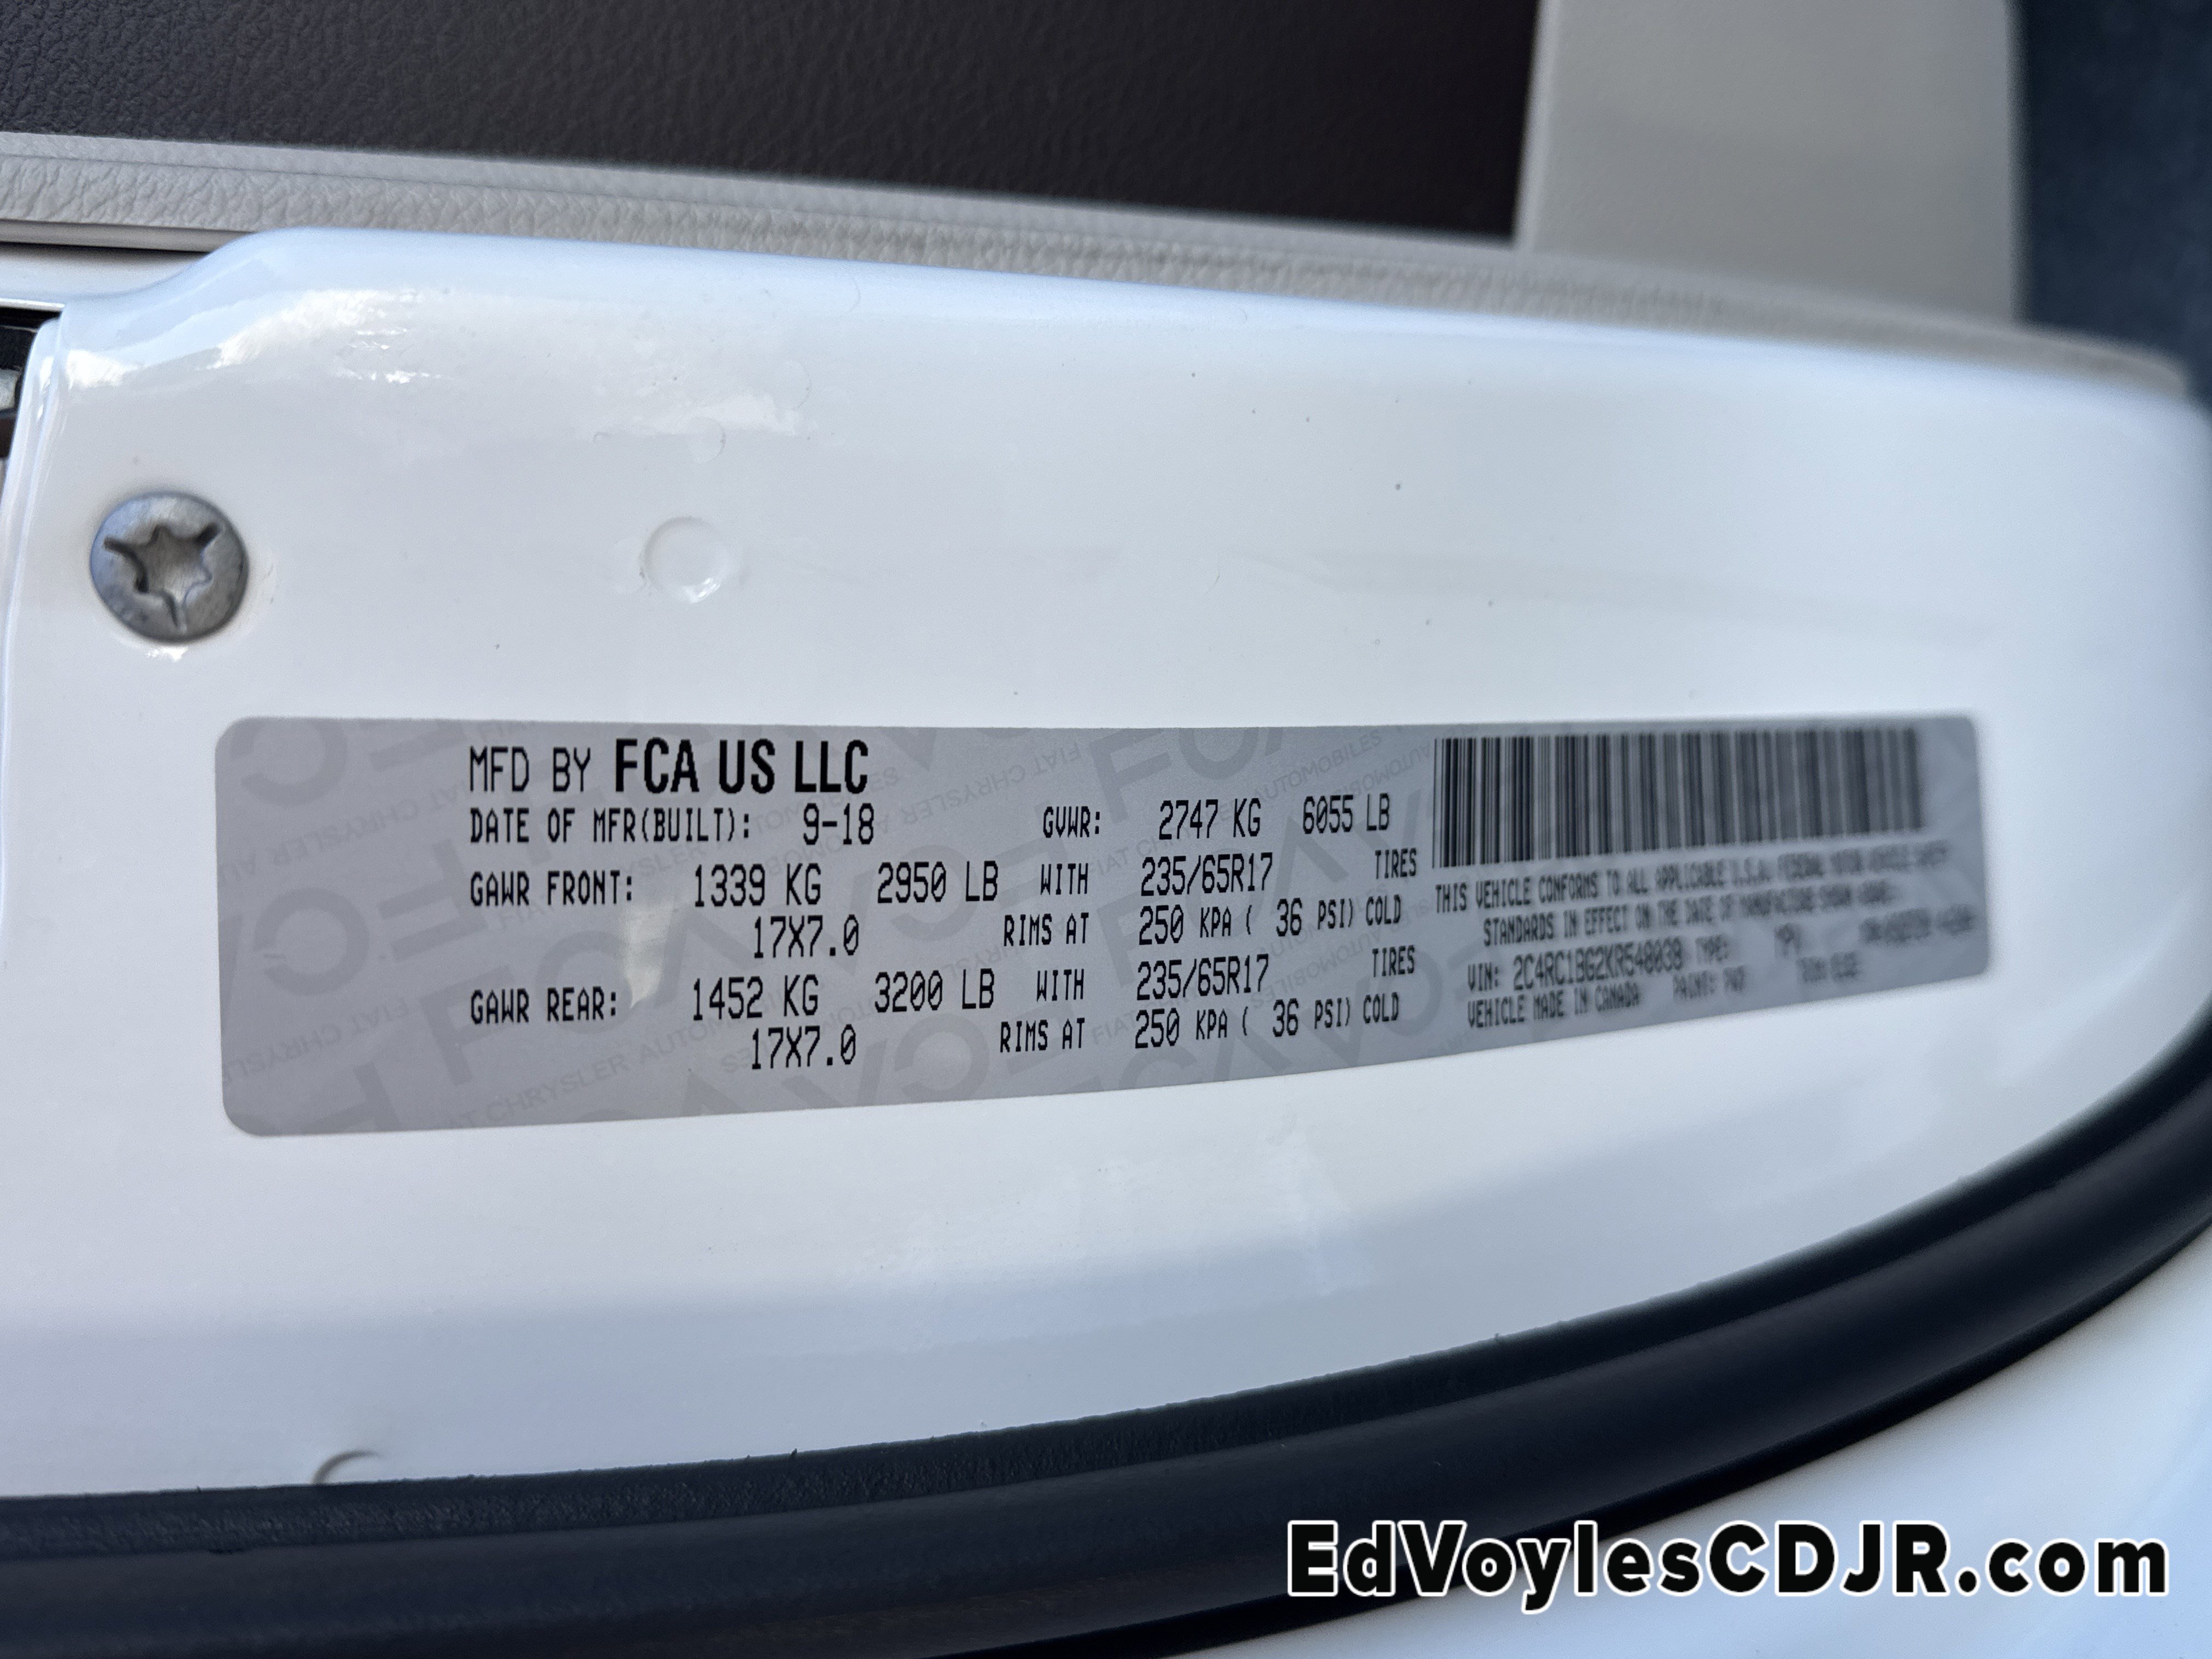 MFD BY FCA US LLC
DATE OF MFR(BUILT): 9-18 GVWR: 2747 KG 6055 LB
GAWR FRONT: 1339 KG 2950 LB WITH 235/65R17 TIRES
17X7.0 RIMS AT 250 KPA ( 36 PSI) COLD
GAWR REAR: 1452 KG 3200 LB WITH 235/65R17 TIRES
17X7.0 RIMS AT 250 KPA ( 36 PSI) COLD
THIS VEHICLE CONFORMS TO ALL APPLICABLE U.S.A. FEDERAL MOTOR VEHICLE SAFETY
STANDARDS IN EFFECT ON THE DATE OF MANUFACTURE SHOWN ABOVE.
VIN: TYPE: MPV
VEHICLE MADE IN CANADA PAINT:
EdVoylesCDJR.com